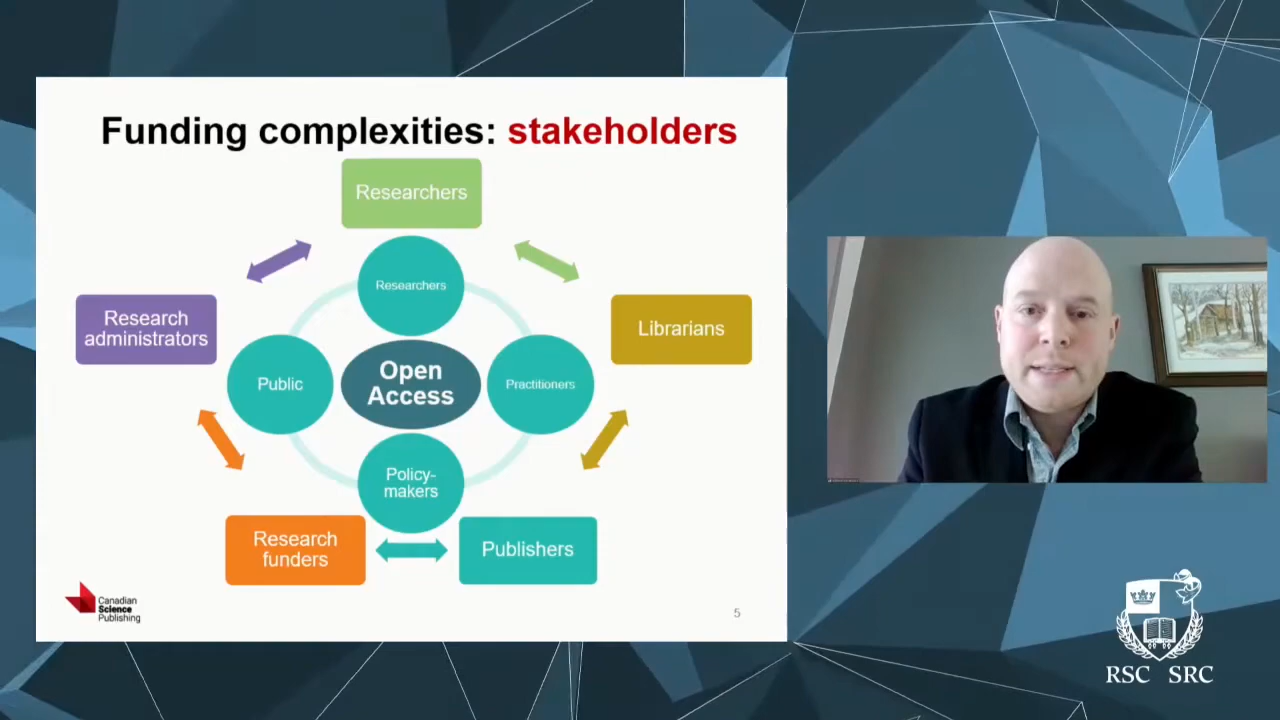 Funding complexities: stakeholders
Researchers
Researchers
Research
administrators
Librarians
Public
Open
Access
Practitioners
Policy-
makers
Research
funders
Publishers
Canadian
Science
Publishing
5
RSC SRC